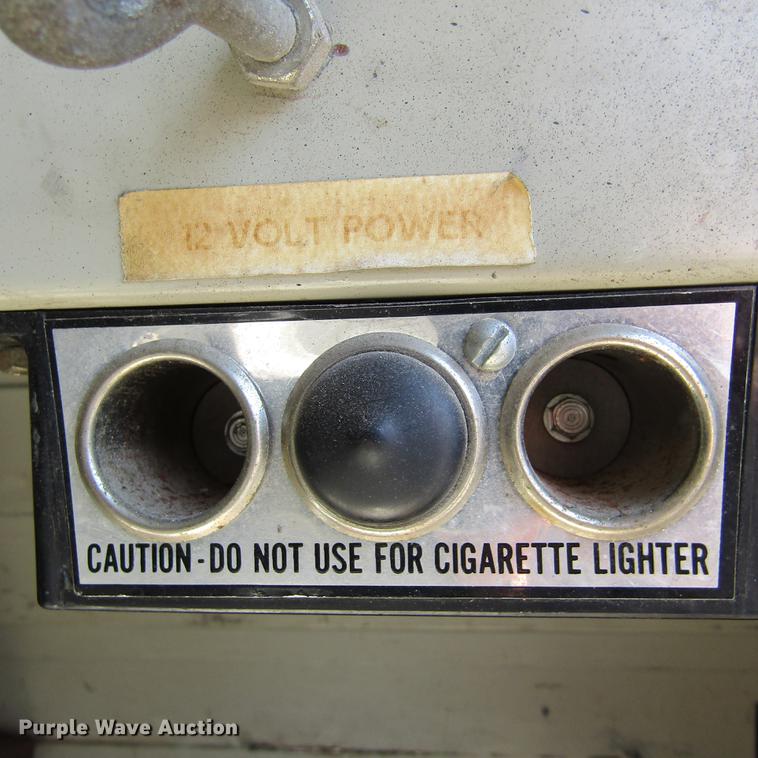 12 VOLT POWER
CAUTION - DO NOT USE FOR CIGARETTE LIGHTER
Purple Wave Auction